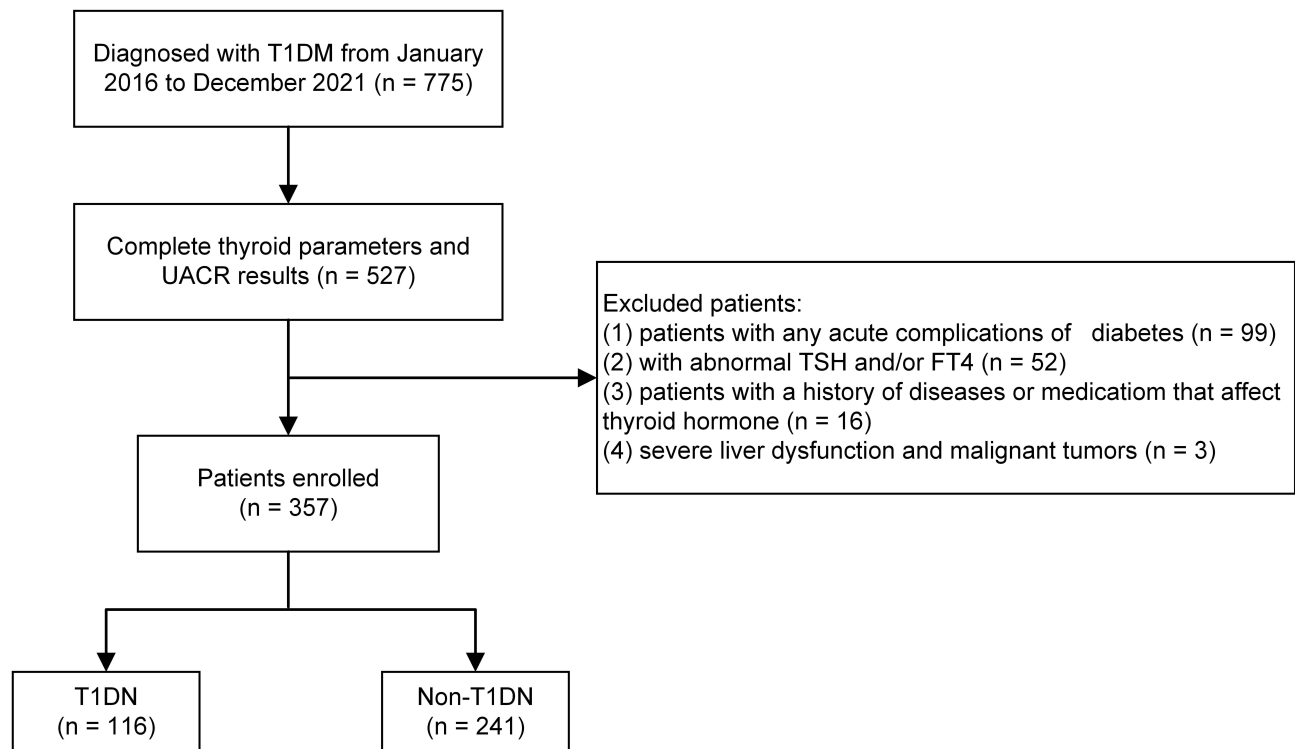 Diagnosed with T1DM from January
2016 to December 2021 (n = 775)
Complete thyroid parameters and
UACR results (n = 527)
Excluded patients:
(1) patients with any acute complications of   diabetes (n = 99)
(2) with abnormal TSH and/or FT4 (n = 52)
(3) patients with a history of diseases or medicatiom that affect
thyroid hormone (n = 16)
(4) severe liver dysfunction and malignant tumors (n = 3)
Patients enrolled
(n = 357)
T1DN
(n = 116)
Non-T1DN
(n = 241)